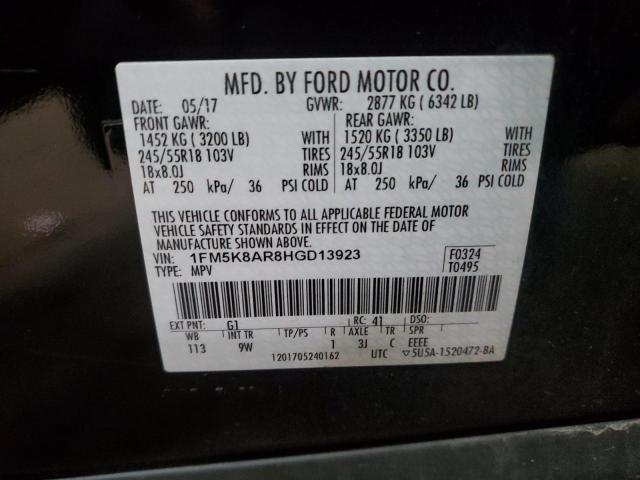 MFD. BY FORD MOTOR CO.
DATE: 05/17 GVWR: 2877 KG ( 6342 LB)
FRONT GAWR: REAR GAWR:
1452 KG ( 3200 LB) WITH 1520 KG ( 3350 LB) WITH
245/55R18 103V TIRES 245/55R18 103V TIRES
18x8.0J RIMS 18x8.0J RIMS
AT 250 kPa/ 36 PSI COLD AT 250 kPa/ 36 PSI COLD
THIS VEHICLE CONFORMS TO ALL APPLICABLE FEDERAL MOTOR
VEHICLE SAFETY STANDARDS IN EFFECT ON THE DATE OF
MANUFACTURE SHOWN ABOVE.
VIN: 1FM5K8AR8HGD13923 F0324
TYPE: MPV T0495
EXT PNT: G1 RC: 41 DSO:
WB INT TR TP/PS R AXLE TR SPR
113 9W 1 3J C EEEE
1201705240162 UTC ▽5U5A-1520472-BA